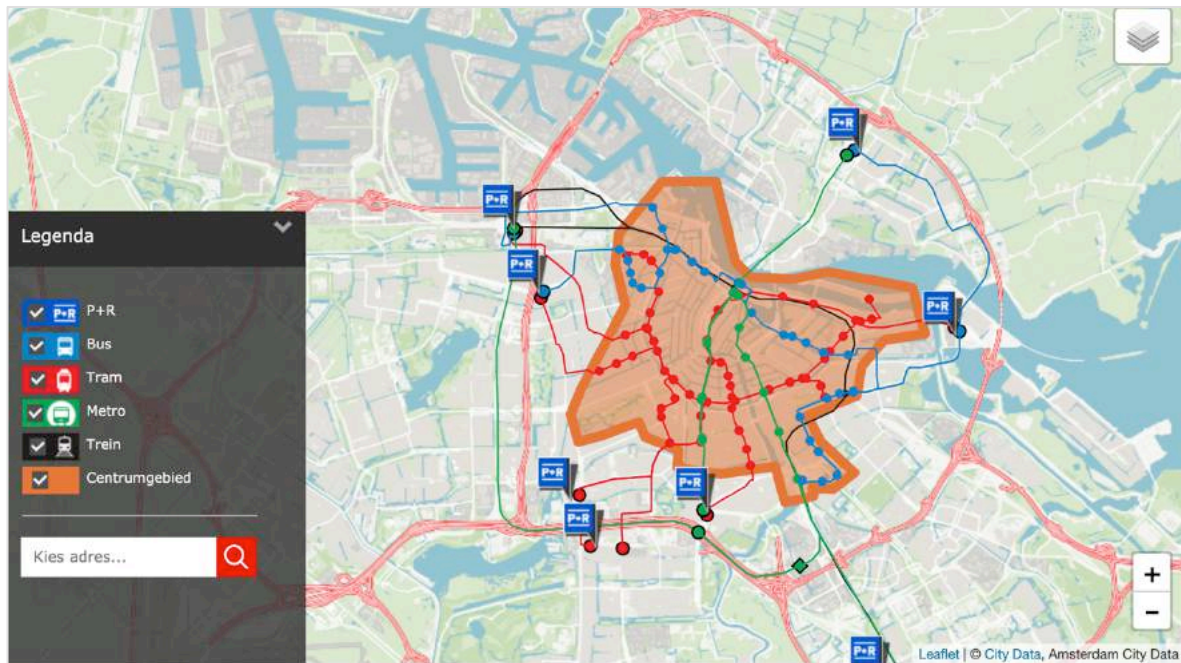 P+R
P+R
P+R
P+R
Legenda
P+R
P+R
Bus
Tram
Metro
Trein
Centrumgebied
P+R
P+R
P+R
Kies adres...
+
−
P+R
Leaflet | © City Data, Amsterdam City Data